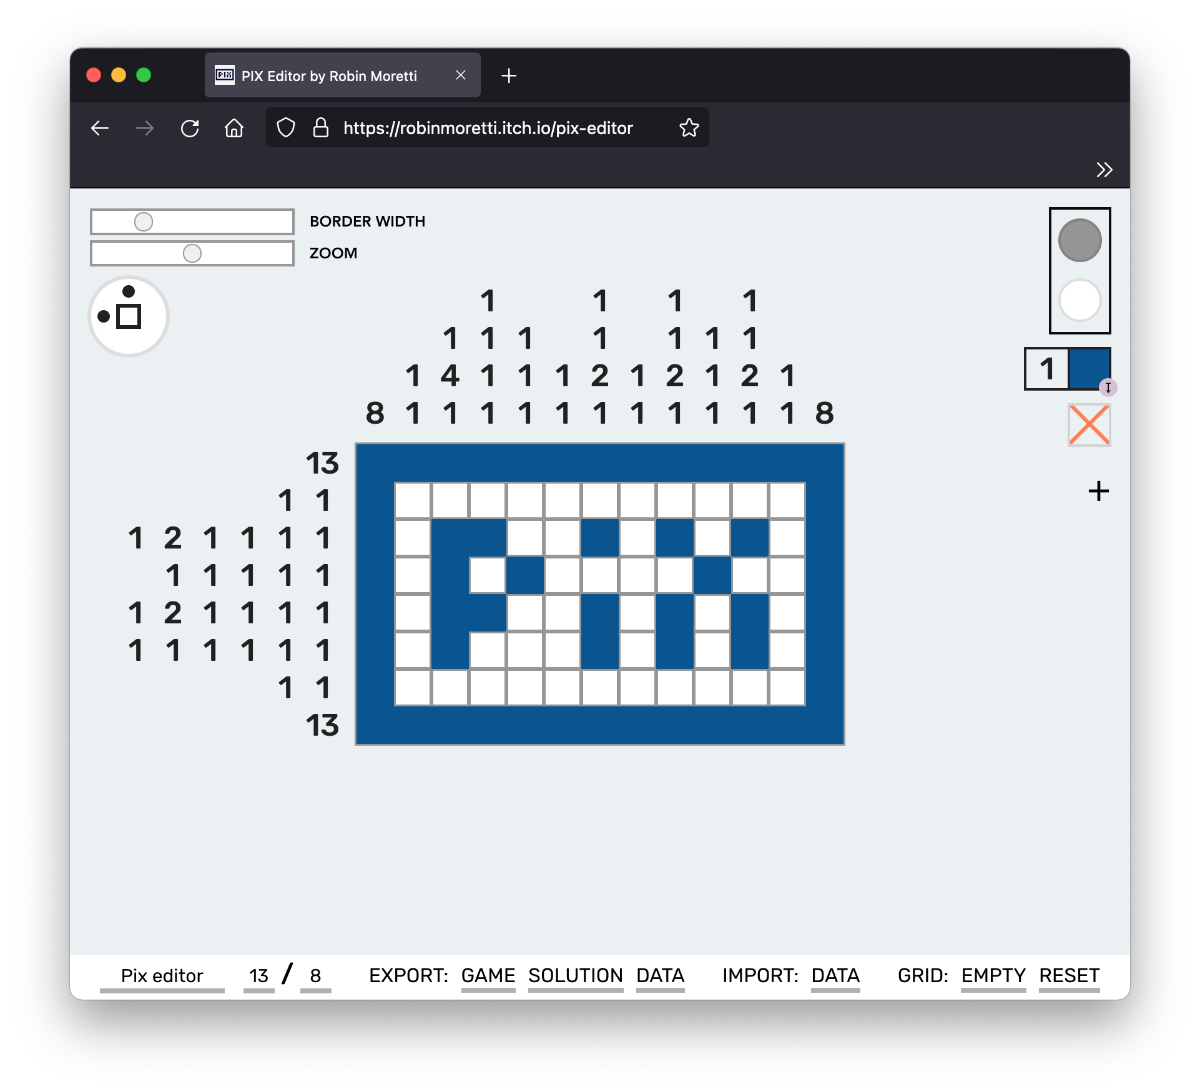 PIX Editor by Robin Moretti
https://robinmoretti.itch.io/pix-editor
BORDER WIDTH
ZOOM
1 1 1 1
1 1 1 1 1 1 1
1 4 1 1 1 2 1 2 1 2 1
8 1 1 1 1 1 1 1 1 1 1 1 8
1
13
1 1
1 2 1 1 1 1
1 1 1 1 1
1 2 1 1 1 1
1 1 1 1 1 1
1 1
13
Pix editor 13 / 8 EXPORT: GAME SOLUTION DATA IMPORT: DATA GRID: EMPTY RESET